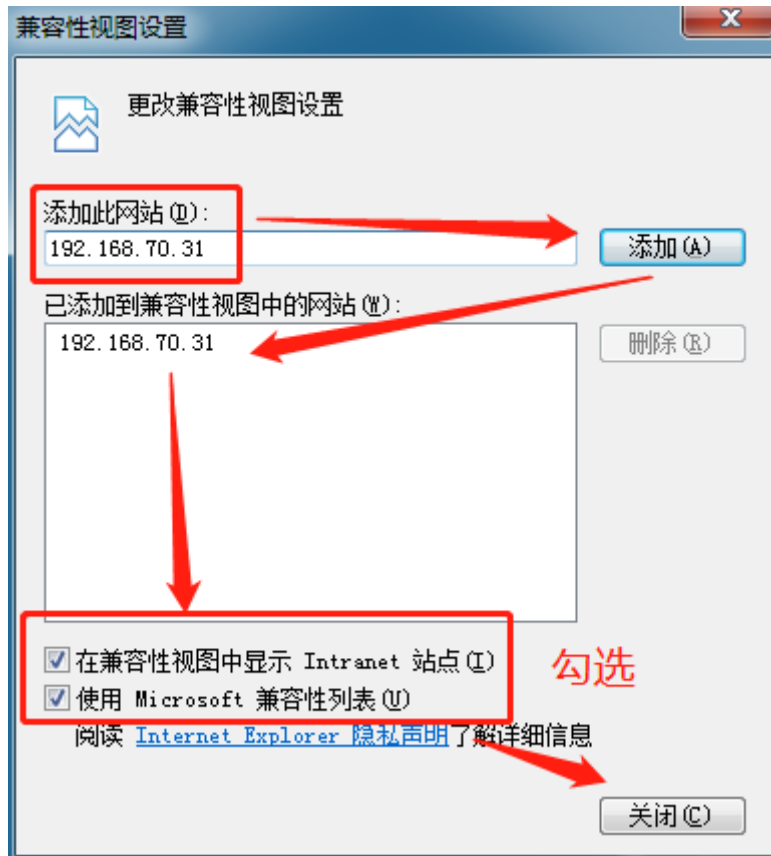 兼容性视图设置
更改兼容性视图设置
添加此网站(D):
192.168.70.31
添加(A)
已添加到兼容性视图中的网站(W):
192.168.70.31
删除(R)
在兼容性视图中显示 Intranet 站点(I)
勾选
使用 Microsoft 兼容性列表(U)
阅读 Internet Explorer 隐私声明了解详细信息
关闭(C)